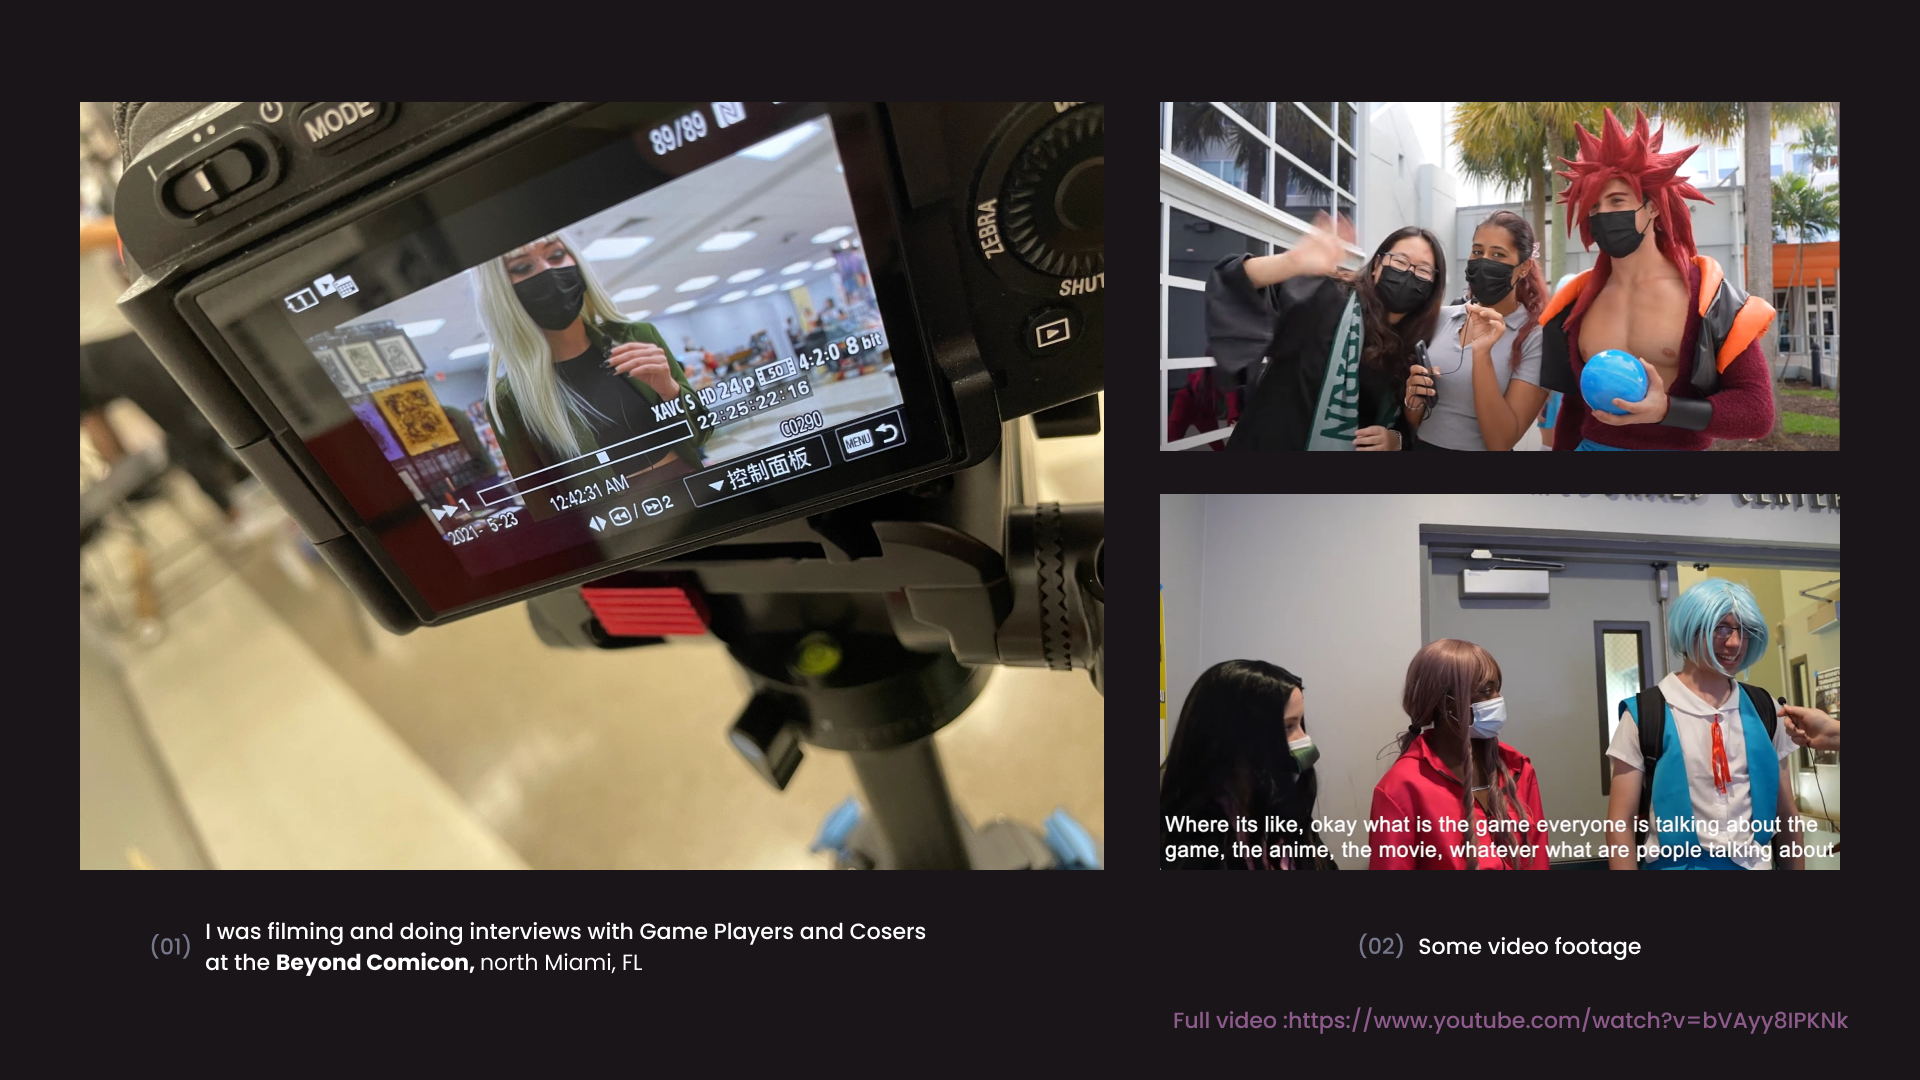 MODE
89/89 N
ZEBRA
SHUT
1
XAVC S HD 24p 50 4:2:0 8 bit
22:25:22:16
C0290
1
12:42:31 AM
2021- 5-23
/ 2
控制面板
MENU
Where its like, okay what is the game everyone is talking about the
game, the anime, the movie, whatever what are people talking about
(01) I was filming and doing interviews with Game Players and Cosers
at the Beyond Comicon, north Miami, FL
(02) Some video footage
Full video :https://www.youtube.com/watch?v=bVAyy8IPKNk